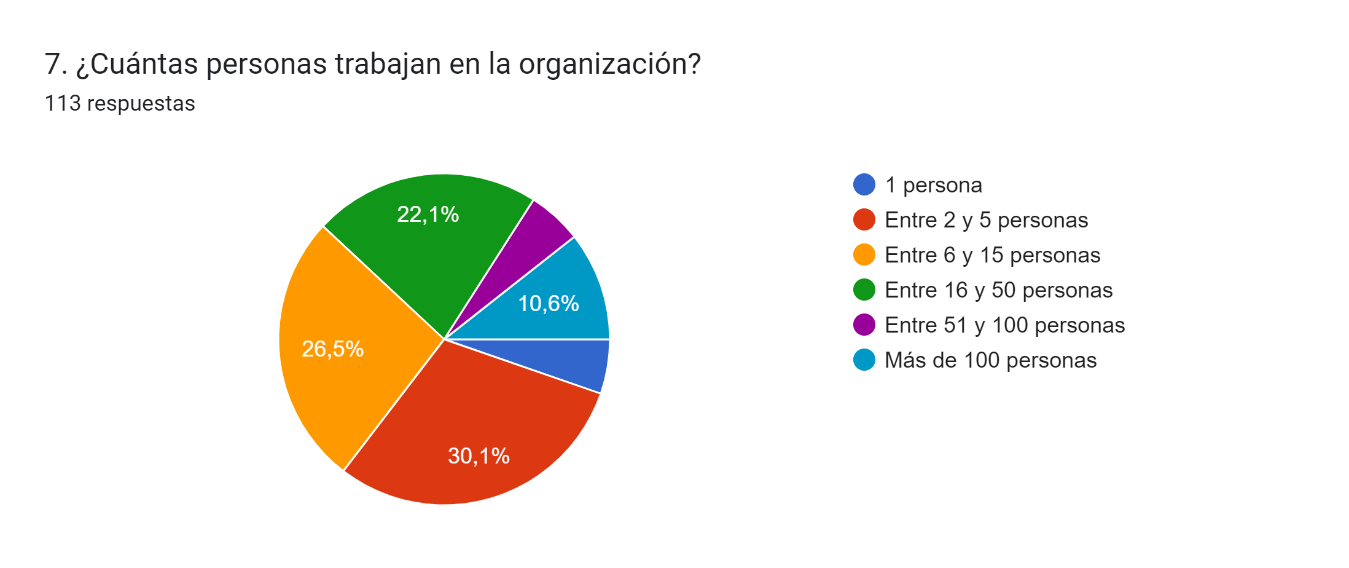 7. ¿Cuántas personas trabajan en la organización?
113 respuestas
22,1%
10,6%
26,5%
30,1%
1 persona
Entre 2 y 5 personas
Entre 6 y 15 personas
Entre 16 y 50 personas
Entre 51 y 100 personas
Más de 100 personas